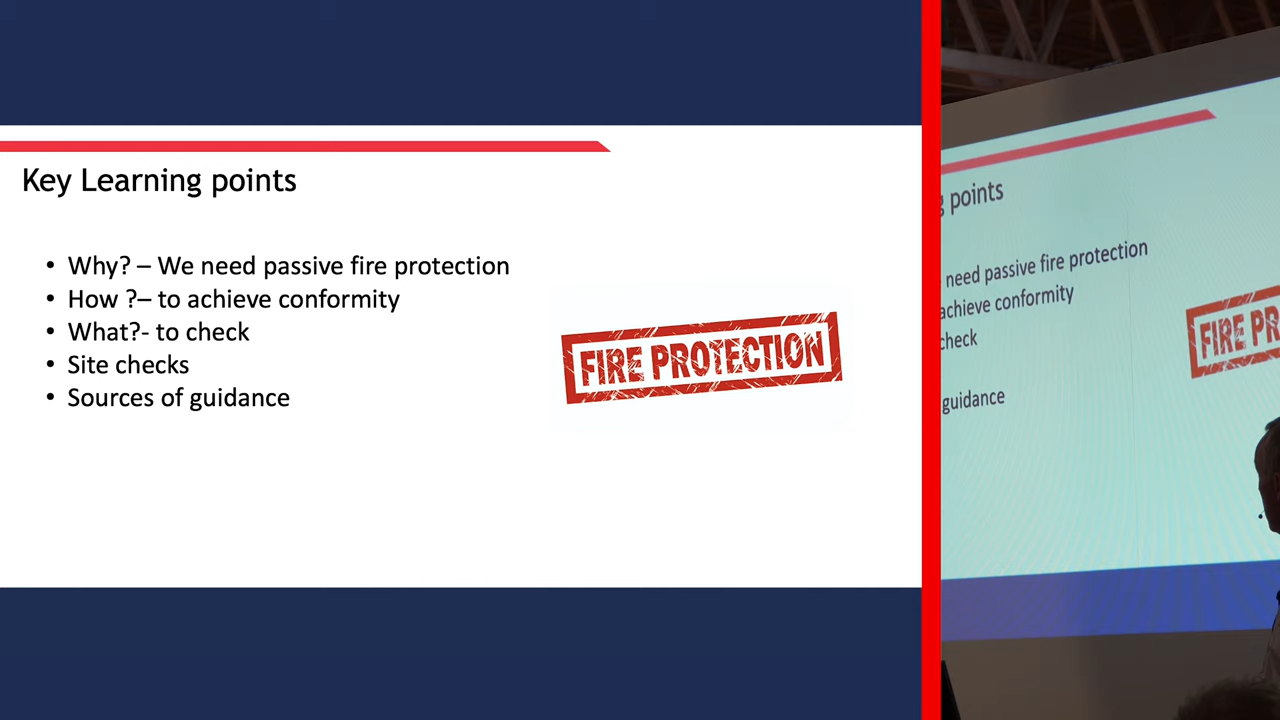 Key Learning points
• Why? – We need passive fire protection
• How ?– to achieve conformity
• What?- to check
• Site checks
• Sources of guidance
FIRE PROTECTION
points
need passive fire protection
achieve conformity
check
guidance
FIRE PR